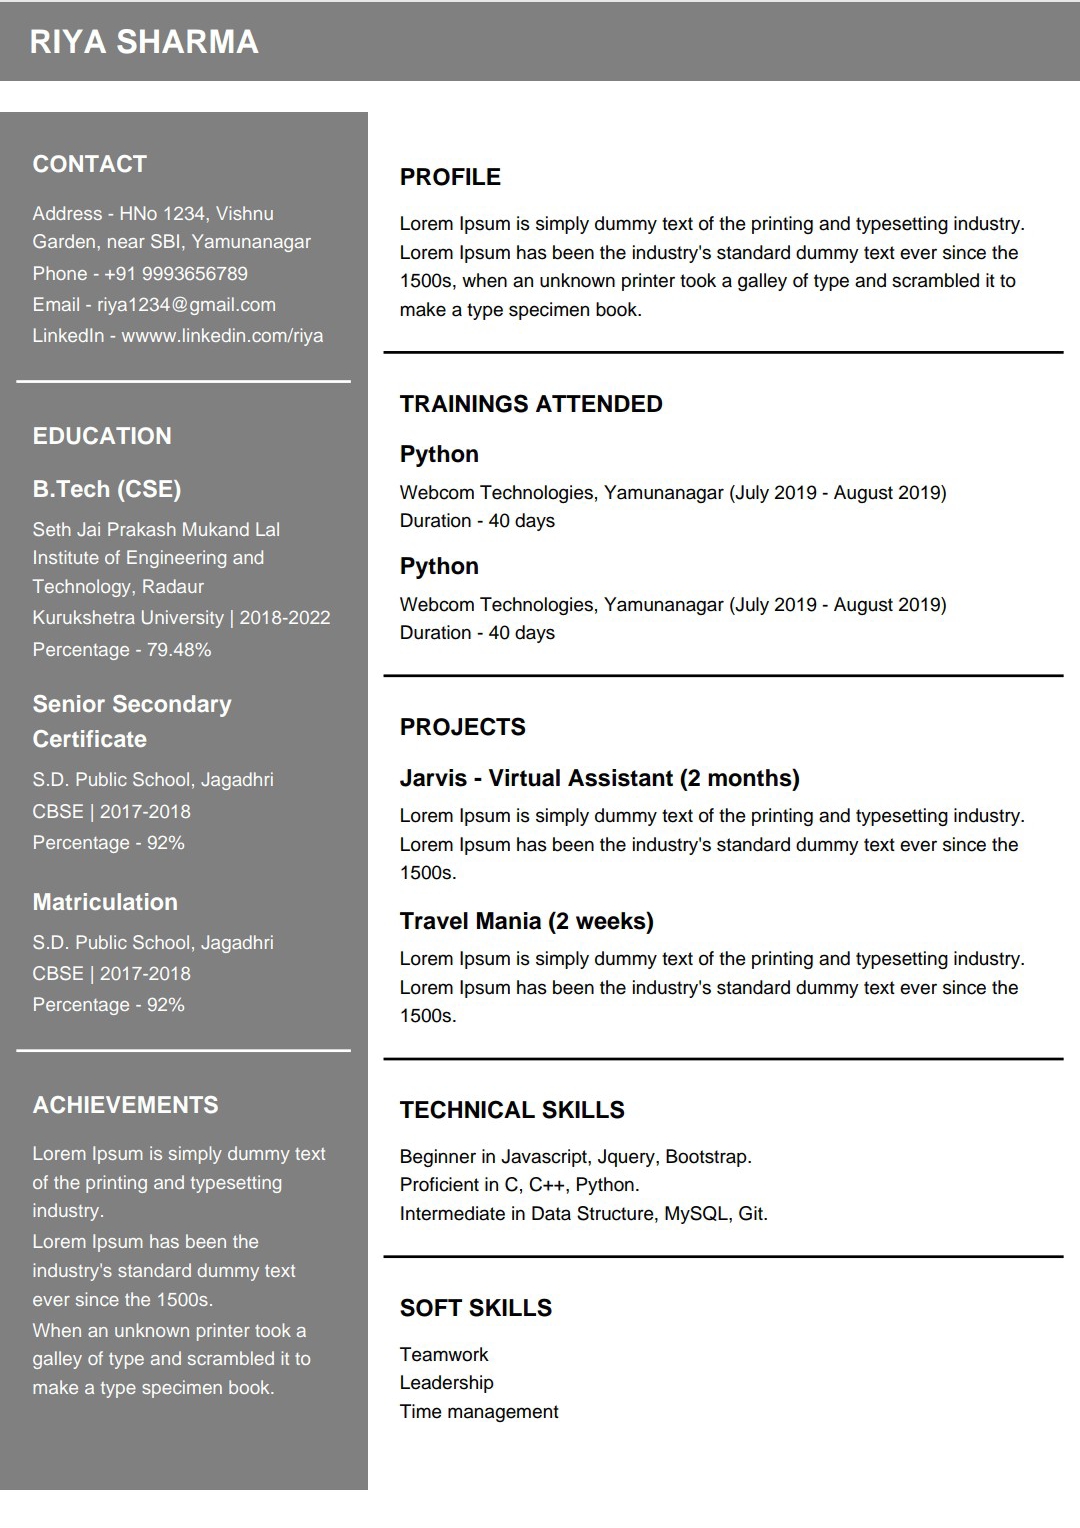 RIYA SHARMA
CONTACT
Address - HNo 1234, Vishnu
Garden, near SBI, Yamunanagar
Phone - +91 9993656789
Email - riya1234@gmail.com
LinkedIn - wwww.linkedin.com/riya
EDUCATION
B.Tech (CSE)
Seth Jai Prakash Mukand Lal
Institute of Engineering and
Technology, Radaur
Kurukshetra University | 2018-2022
Percentage - 79.48%
Senior Secondary
Certificate
S.D. Public School, Jagadhri
CBSE | 2017-2018
Percentage - 92%
Matriculation
S.D. Public School, Jagadhri
CBSE | 2017-2018
Percentage - 92%
ACHIEVEMENTS
Lorem Ipsum is simply dummy text
of the printing and typesetting
industry.
Lorem Ipsum has been the
industry's standard dummy text
ever since the 1500s.
When an unknown printer took a
galley of type and scrambled it to
make a type specimen book.
PROFILE
Lorem Ipsum is simply dummy text of the printing and typesetting industry.
Lorem Ipsum has been the industry's standard dummy text ever since the
1500s, when an unknown printer took a galley of type and scrambled it to
make a type specimen book.
TRAININGS ATTENDED
Python
Webcom Technologies, Yamunanagar (July 2019 - August 2019)
Duration - 40 days
Python
Webcom Technologies, Yamunanagar (July 2019 - August 2019)
Duration - 40 days
PROJECTS
Jarvis - Virtual Assistant (2 months)
Lorem Ipsum is simply dummy text of the printing and typesetting industry.
Lorem Ipsum has been the industry's standard dummy text ever since the
1500s.
Travel Mania (2 weeks)
Lorem Ipsum is simply dummy text of the printing and typesetting industry.
Lorem Ipsum has been the industry's standard dummy text ever since the
1500s.
TECHNICAL SKILLS
Beginner in Javascript, Jquery, Bootstrap.
Proficient in C, C++, Python.
Intermediate in Data Structure, MySQL, Git.
SOFT SKILLS
Teamwork
Leadership
Time management